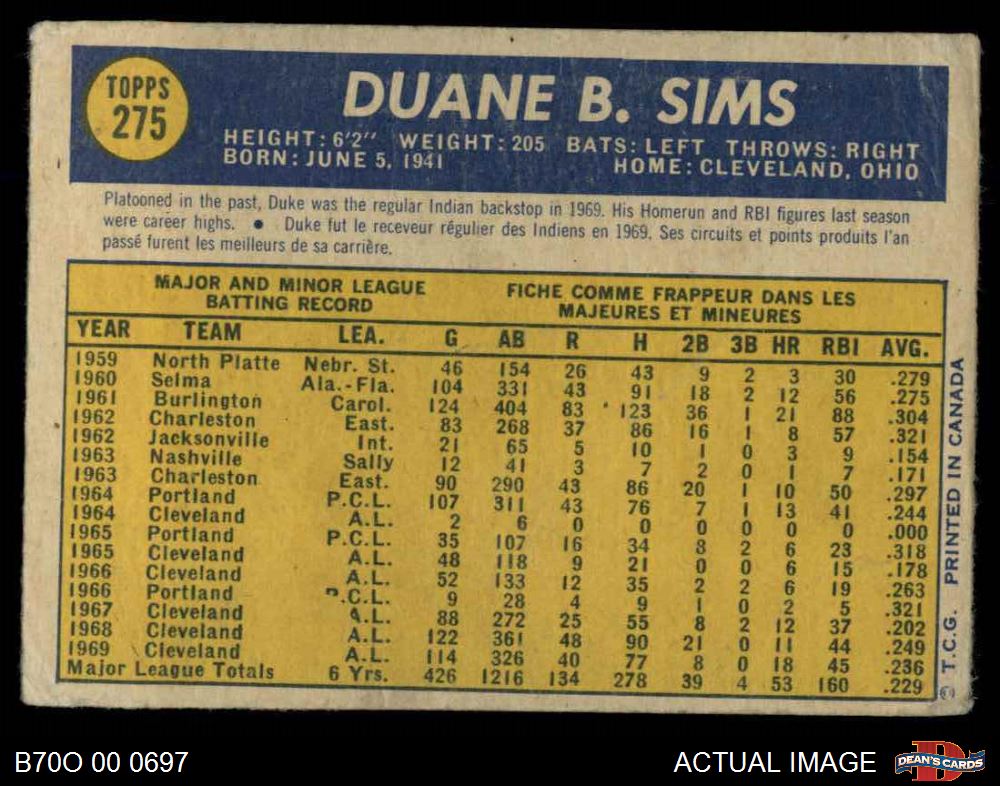 TOPPS
275
DUANE B. SIMS
HEIGHT: 6'2" WEIGHT: 205 BATS: LEFT THROWS: RIGHT
BORN: JUNE 5, 1941 HOME: CLEVELAND, OHIO
Platooned in the past, Duke was the regular Indian backstop in 1969. His Homerun and RBI figures last season
were career highs. • Duke fut le receveur régulier des Indiens en 1969. Ses circuits et points produits l'an
passé furent les meilleurs de sa carrière.
MAJOR AND MINOR LEAGUE FICHE COMME FRAPPEUR DANS LES
BATTING RECORD MAJEURES ET MINEURES
YEAR TEAM LEA. G AB R H 2B 3B HR RBI AVG.
1959 North Platte Nebr. St. 46 154 26 43 9 2 3 30 .279
1960 Selma Ala.-Fla. 104 331 43 91 18 2 12 56 .275
1961 Burlington Carol. 124 404 83 123 36 1 21 88 .304
1962 Charleston East. 83 268 37 86 16 1 8 57 .321
1962 Jacksonville Int. 21 65 5 10 1 0 3 9 .154
1963 Nashville Sally 12 41 3 7 2 0 1 7 .171
1963 Charleston East. 90 290 43 86 20 1 10 50 .297
1964 Portland P.C.L. 107 311 43 76 7 1 13 41 .244
1964 Cleveland A.L. 2 6 0 0 0 0 0 0 .000
1965 Portland P.C.L. 35 107 16 34 8 2 6 23 .318
1965 Cleveland A.L. 48 118 9 21 0 0 6 15 .178
1966 Cleveland A.L. 52 133 12 35 2 2 6 19 .263
1966 Portland P.C.L. 9 28 4 9 1 0 2 5 .321
1967 Cleveland A.L. 88 272 25 55 8 2 12 37 .202
1968 Cleveland A.L. 122 361 48 90 21 0 11 44 .249
1969 Cleveland A.L. 114 326 40 77 8 0 18 45 .236
Major League Totals 6 Yrs. 426 1216 134 278 39 4 53 160 .229
© T.C.G. PRINTED IN CANADA
B70O 00 0697
ACTUAL IMAGE
D
DEAN'S CARDS